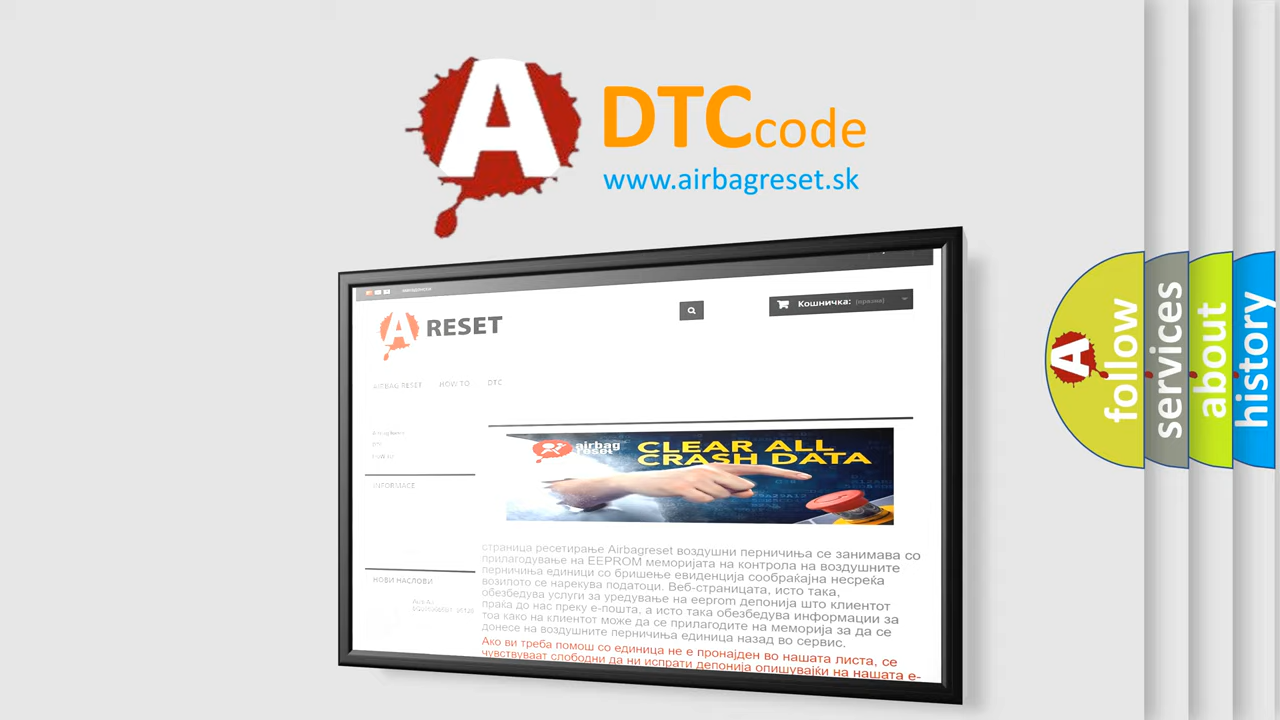 A
DTCcode
www.airbagreset.sk
A RESET
Кошничка: (празни)
AIRBAG RESET HOW TO DTC
airbag
reset
CLEAR ALL
CRASH DATA
INFORMACE
НОВИ НАСЛОВИ
страница ресетирање Airbagreset воздушни перничиња се занимава со
прилагодување на EEPROM меморијата на контрола на воздушните
перничиња единици со бришење евиденција сообраќајна несреќа
возилото се нарекува податоци. Веб-страницата, исто така,
обезбедува услуги за уредување на eeprom депонија што клиентот
праќа до нас преку е-пошта, а исто така обезбедува информации за
тоа како на клиентот може да се прилагодите на меморија за да се
донесе на воздушните перничиња единица назад во сервис.
Ако ви треба помош со единица не е пронајден во нашата листа, се
чувствуваат слободни да ни испрати депонија опишувајќи на нашата е-
A
follow
services
about
history